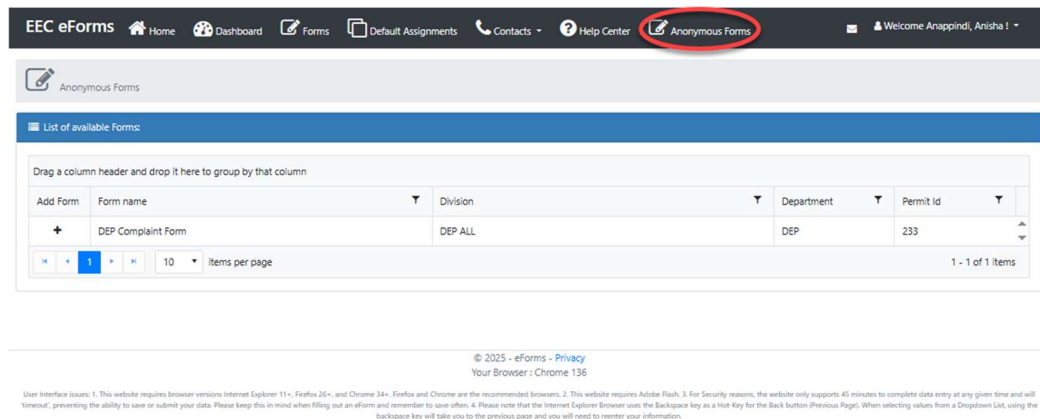 EEC eForms Home Dashboard Forms Default Assignments Contacts Help Center Anonymous Forms Welcome Anappindi, Anisha !
Anonymous Forms
List of available Forms:
Drag a column header and drop it here to group by that column
Add Form Form name Division Department Permit Id
+ DEP Complaint Form DEP ALL DEP 233
1 10 items per page 1 - 1 of 1 items
© 2025 - eForms - Privacy
Your Browser : Chrome 136
User Interface issues: 1. This website requires browser versions Internet Explorer 11+, Firefox 26+, and Chrome 34+. Firefox and Chrome are the recommended browsers. 2. This website requires Adobe Flash. 3. For Security reasons, the website only supports 45 minutes to complete data entry at any given time and will
'timeout', preventing the ability to save or submit your data. Please keep this in mind when filling out an eForm and remember to save often. 4. Please note that the Internet Explorer Browser uses the Backspace key as a Hot-Key for the Back button (Previous Page). When selecting values from a Dropdown List, using the
backspace key will take you to the previous page and you will need to reenter your information.